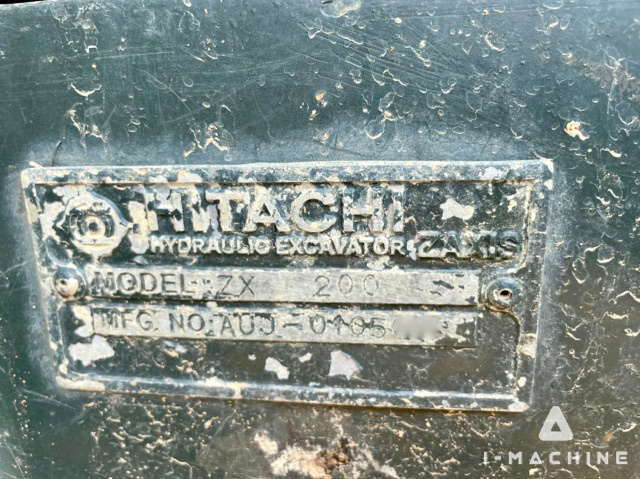 HITACHI
HYDRAULIC EXCAVATOR ZAXIS
MODEL: ZX 200
MFG. NO: AUJ-0105
I-MACHINE